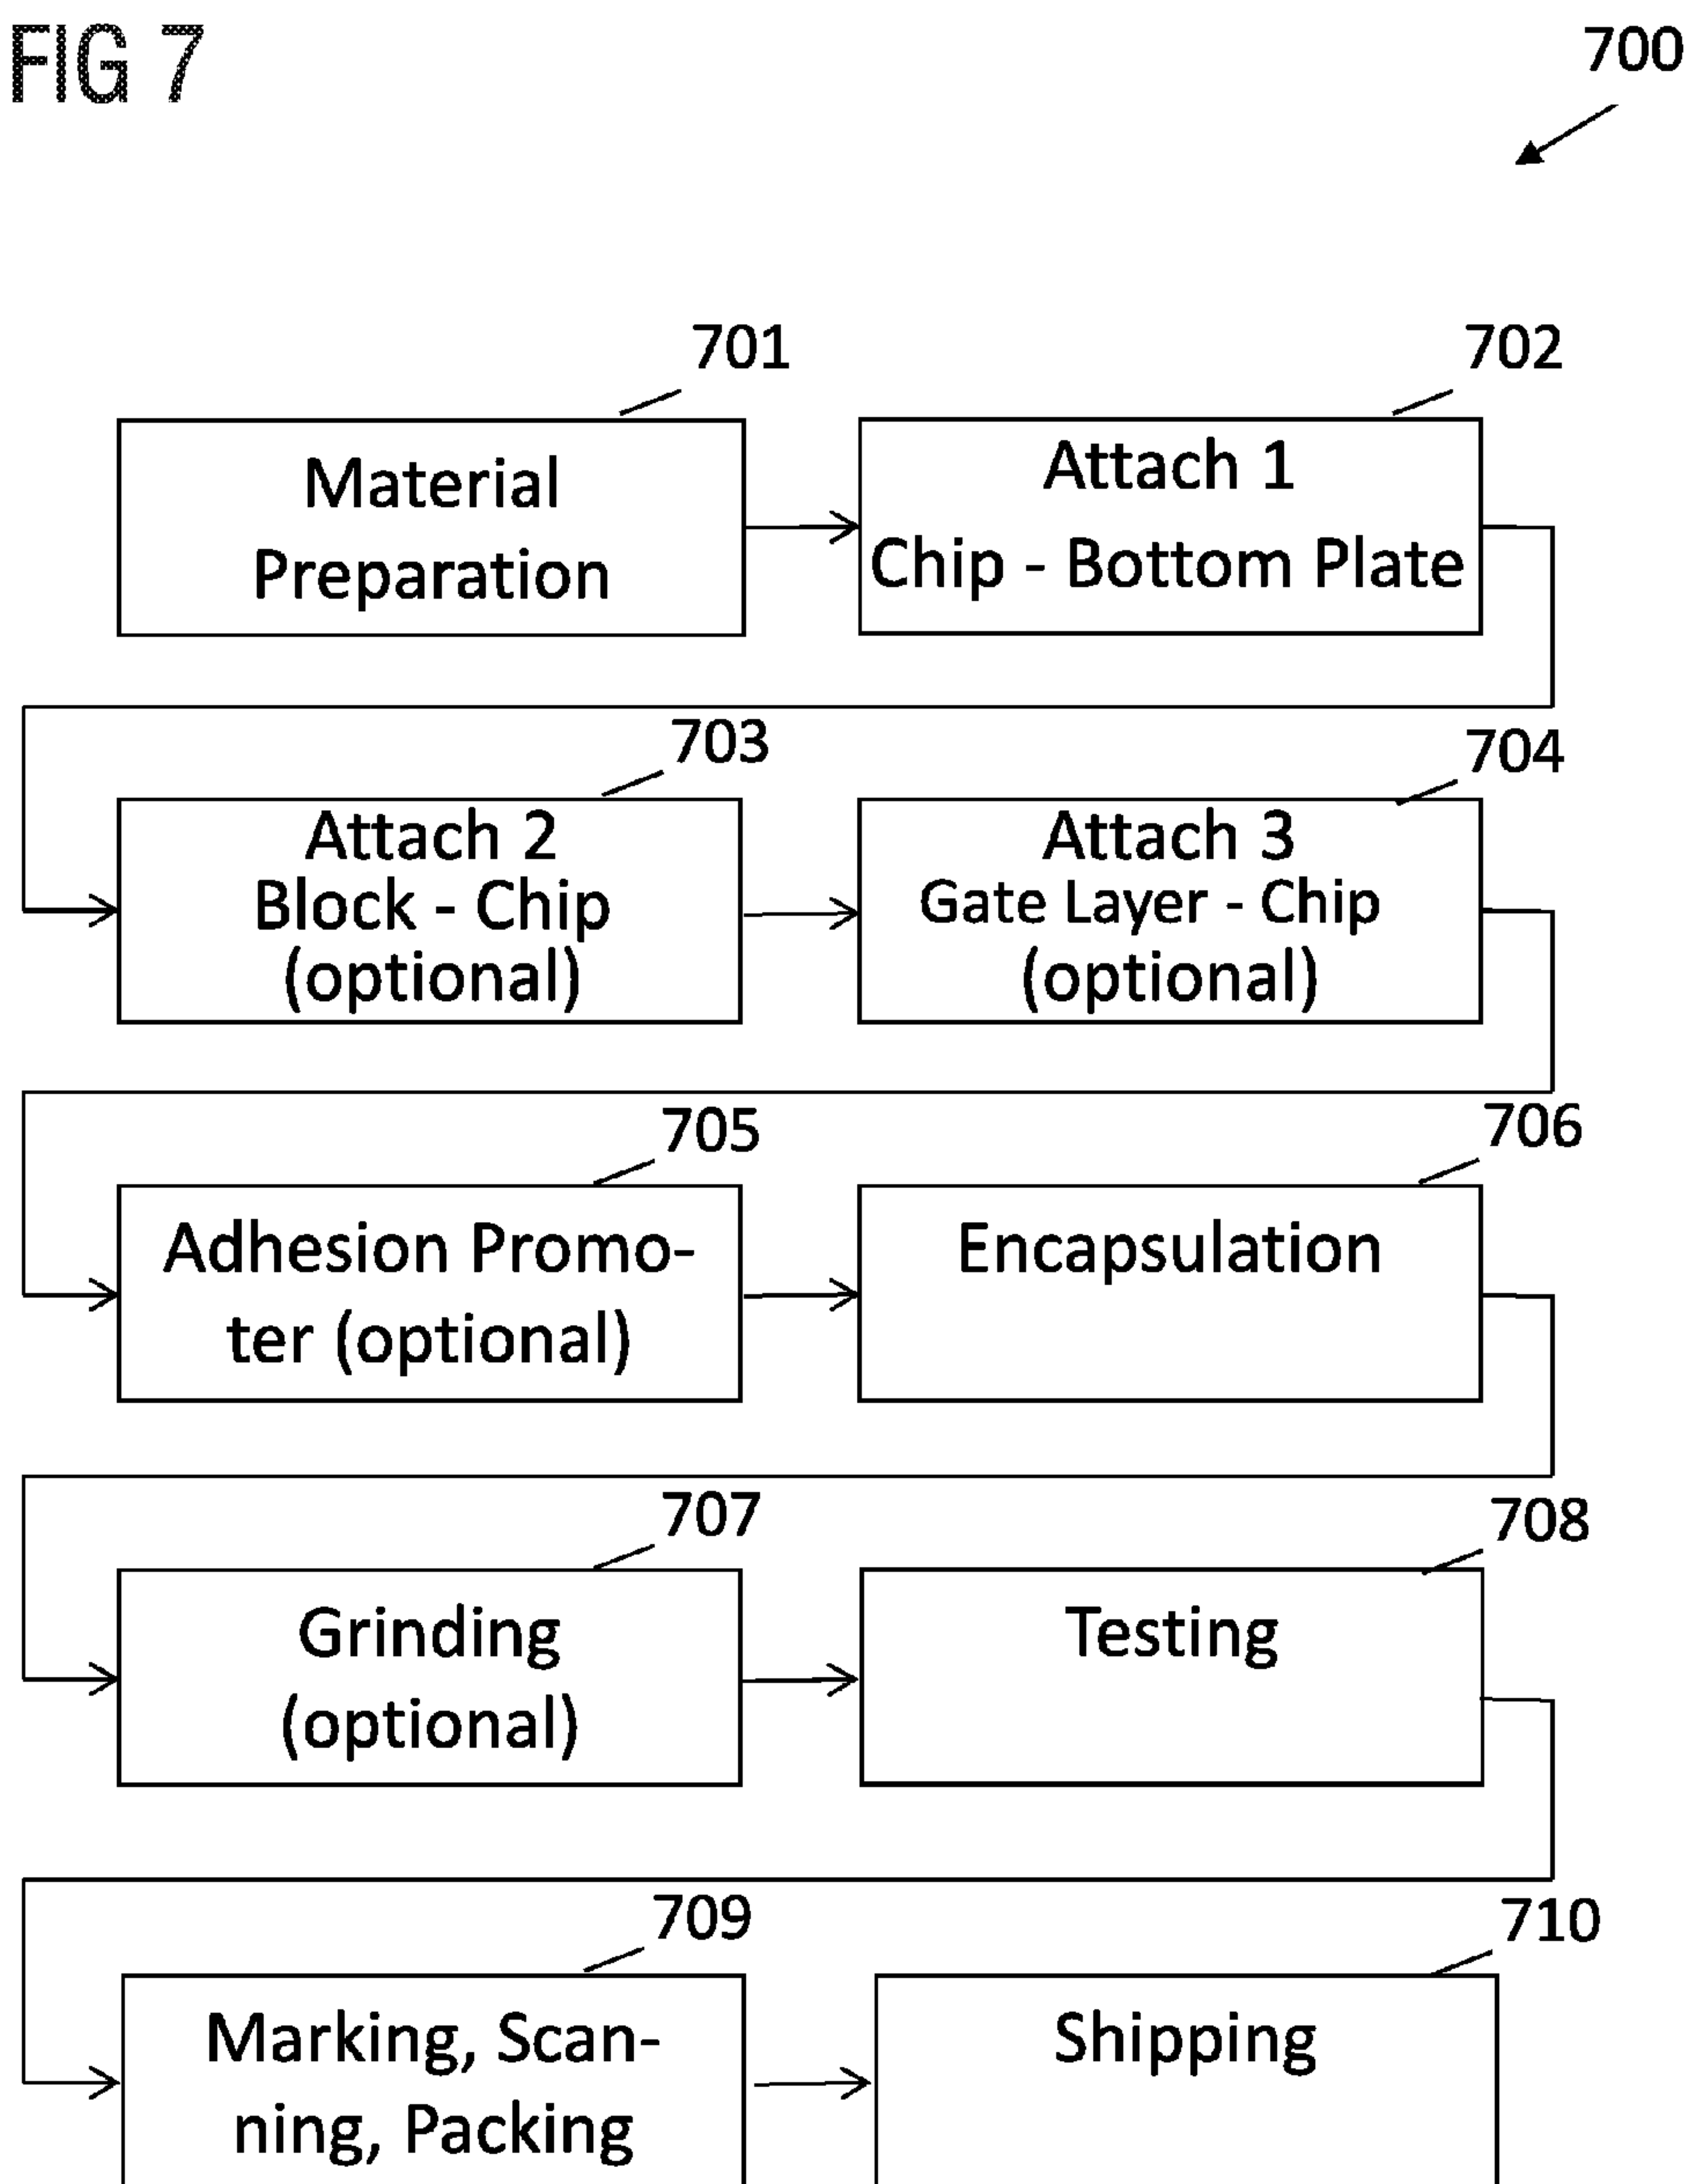 FIG 7
700
701
702
Material
Preparation
Attach 1
Chip - Bottom Plate
703
704
Attach 2
Block - Chip
(optional)
Attach 3
Gate Layer - Chip
(optional)
705
706
Adhesion Promo-
ter (optional)
Encapsulation
707
708
Grinding
(optional)
Testing
709
710
Marking, Scan-
ning, Packing
Shipping